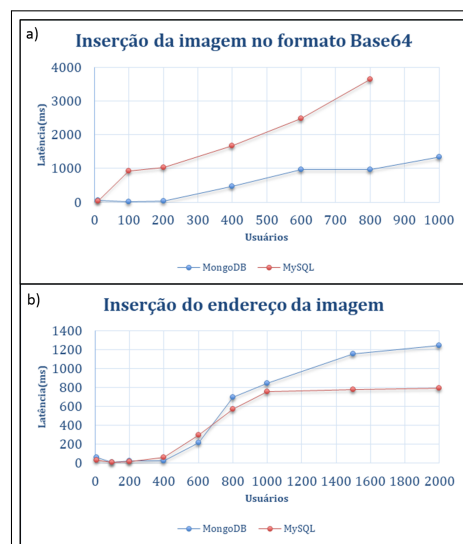 a)
Inserção da imagem no formato Base64
Latência(ms)
4000
3000
2000
1000
0
0 100 200 300 400 500 600 700 800 900 1000
Usuários
MongoDB MySQL
b)
Inserção do endereço da imagem
Latência(ms)
1400
1200
1000
800
600
400
200
0
0 200 400 600 800 1000 1200 1400 1600 1800 2000
Usuários
MongoDB MySQL